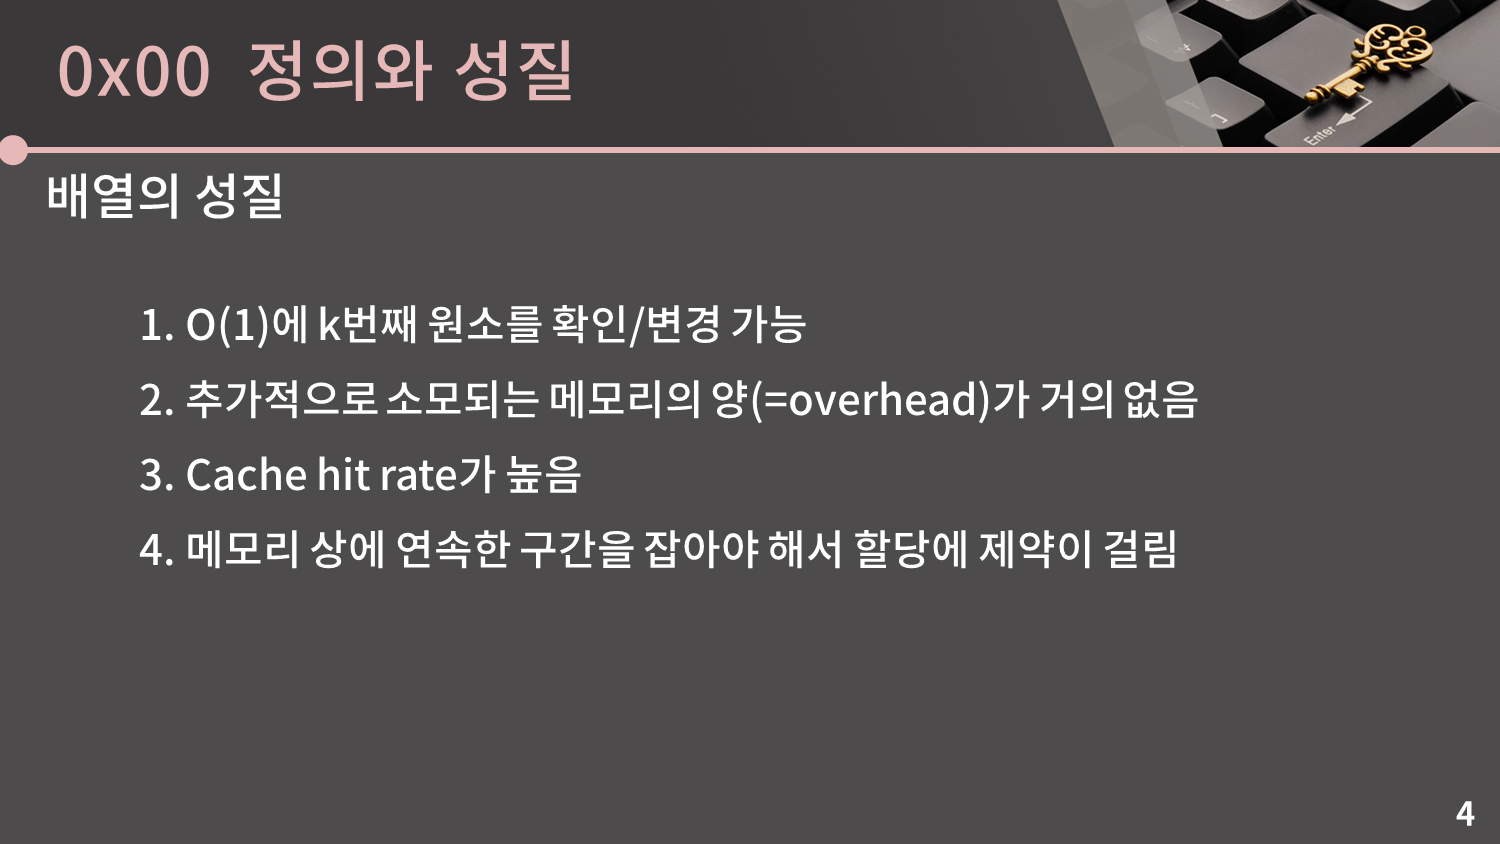 0x00 정의와 성질
Enter
배열의 성질
1. O(1)에 k번째 원소를 확인/변경 가능
2. 추가적으로 소모되는 메모리의 양(=overhead)가 거의 없음
3. Cache hit rate가 높음
4. 메모리 상에 연속한 구간을 잡아야 해서 할당에 제약이 걸림
4